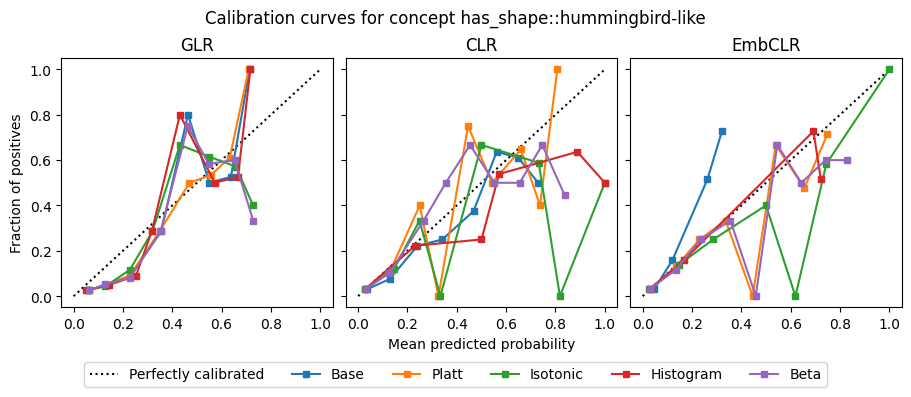 Calibration curves for concept has_shape::hummingbird-like
GLR
CLR
EmbCLR
Fraction of positives
1.0
0.8
0.6
0.4
0.2
0.0
0.0 0.2 0.4 0.6 0.8 1.0
0.0 0.2 0.4 0.6 0.8 1.0
0.0 0.2 0.4 0.6 0.8 1.0
Mean predicted probability
Perfectly calibrated Base Platt Isotonic Histogram Beta